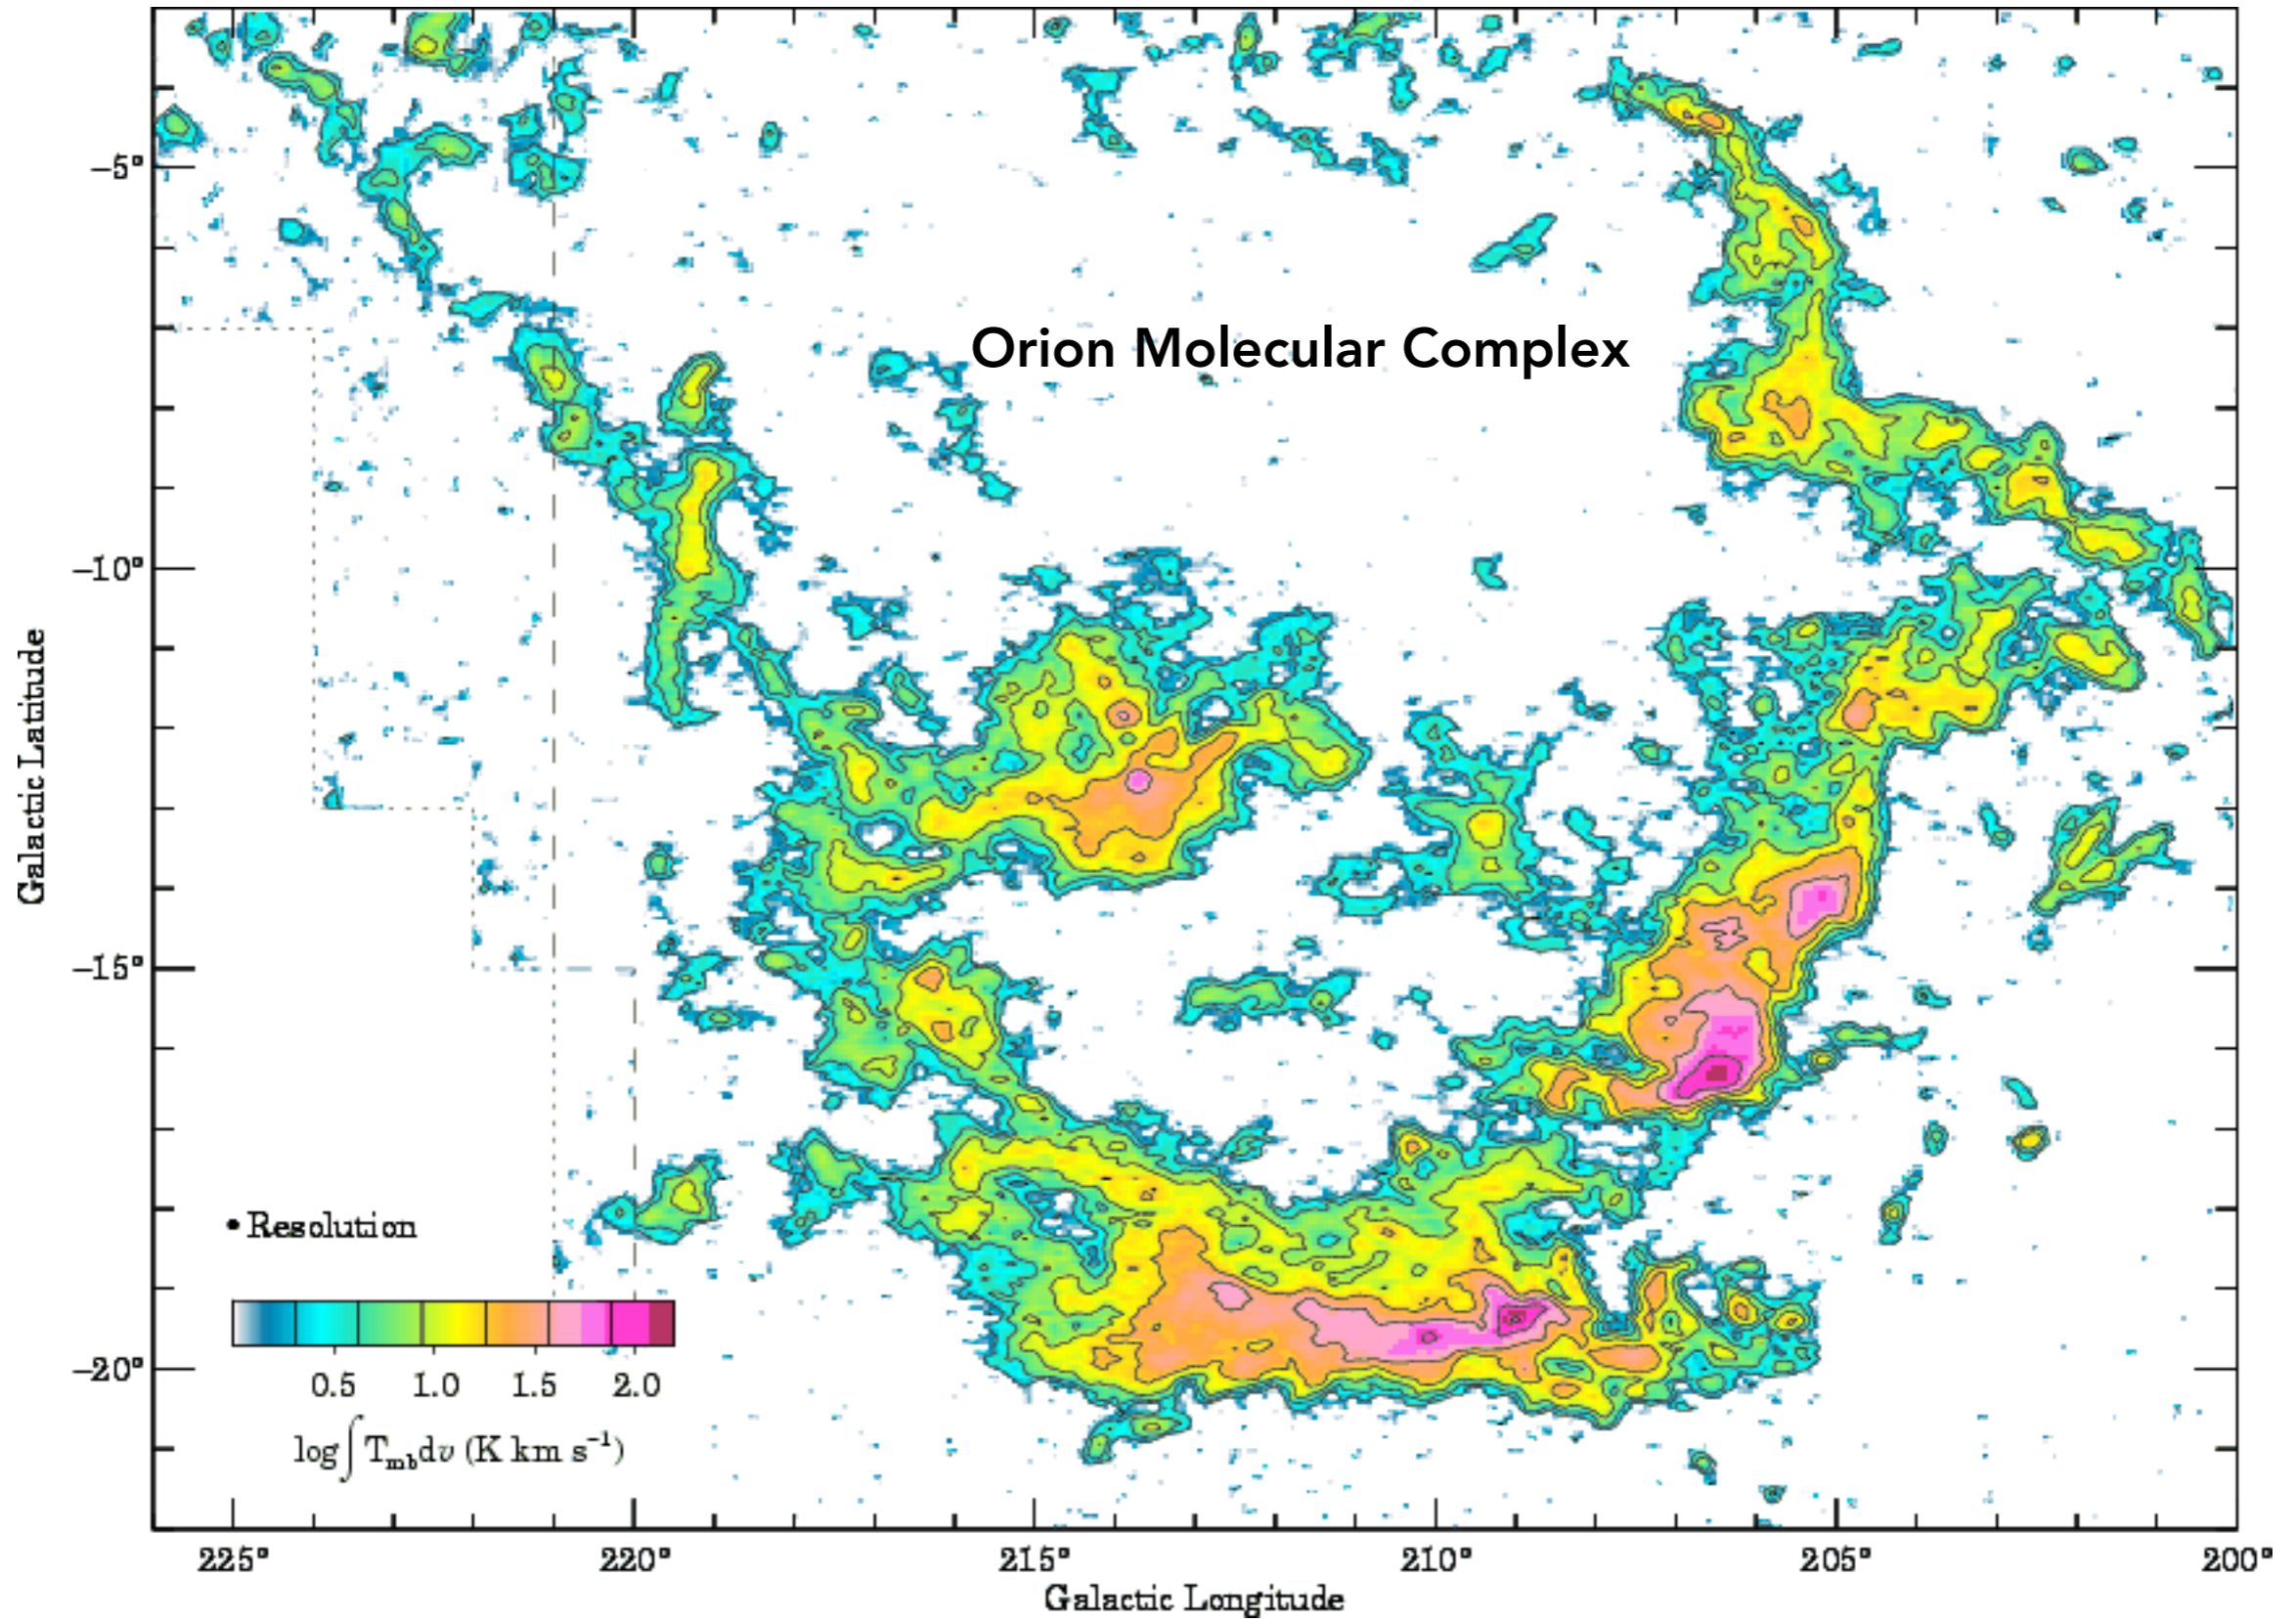 Orion Molecular Complex
−5°
−10°
−15°
−20°
Galactic Latitude
Resolution
0.5 1.0 1.5 2.0
log∫T_mb dv (K km s⁻¹)
225° 220° 215° 210° 205° 200°
Galactic Longitude